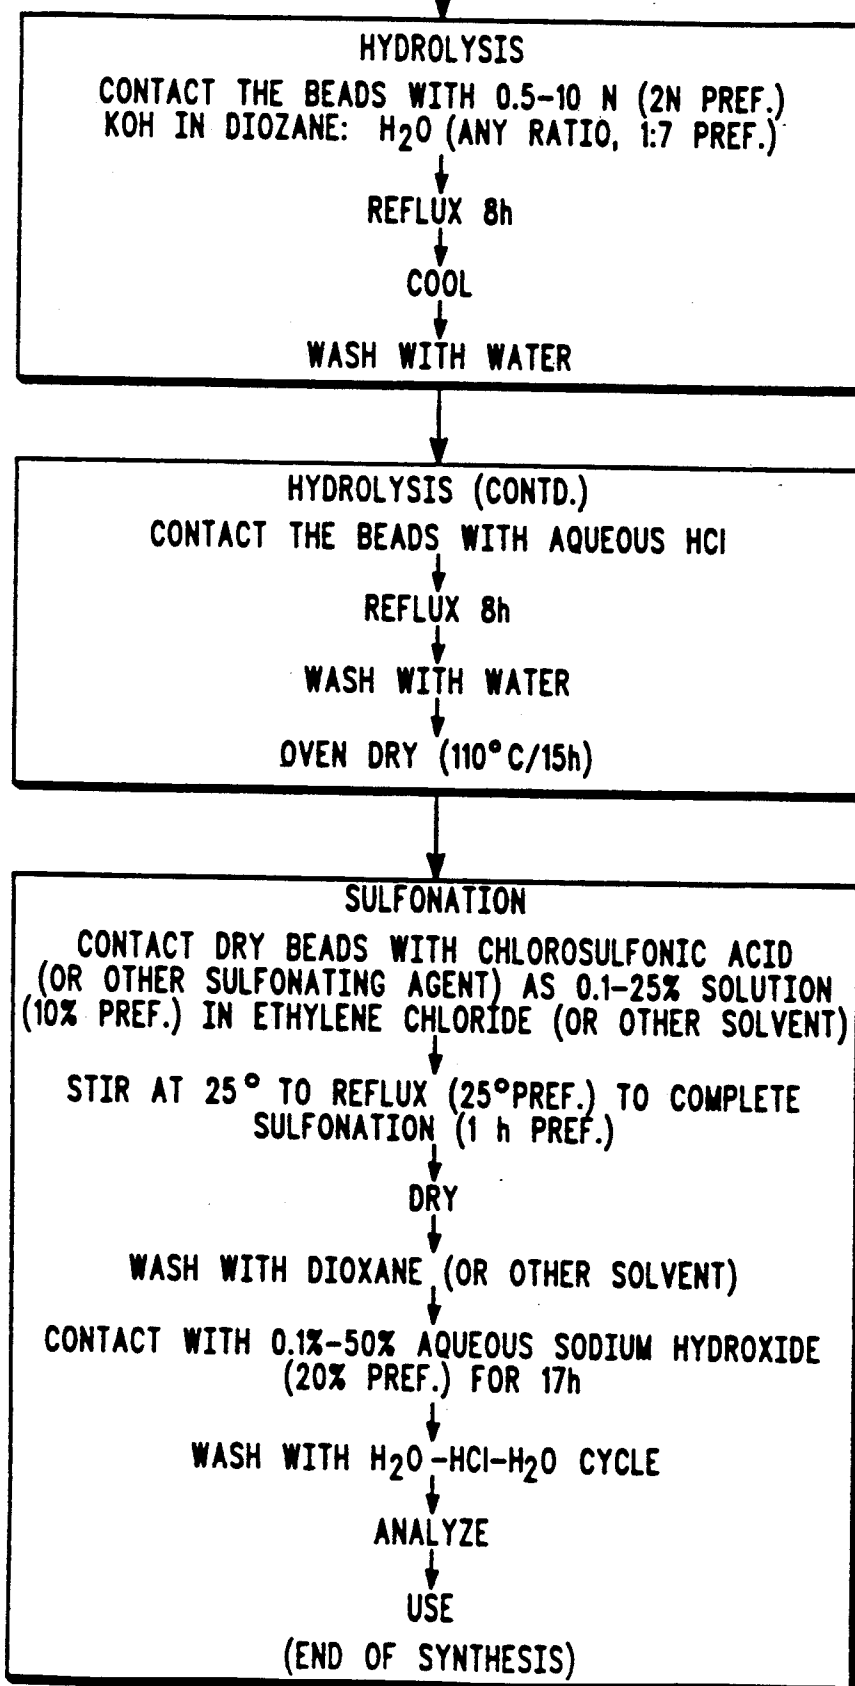 HYDROLYSIS
CONTACT THE BEADS WITH 0.5-10 N (2N PREF.)
KOH IN DIOZANE: H₂O (ANY RATIO, 1:7 PREF.)
REFLUX 8h
COOL
WASH WITH WATER
HYDROLYSIS (CONTD.)
CONTACT THE BEADS WITH AQUEOUS HCl
REFLUX 8h
WASH WITH WATER
OVEN DRY (110°C/15h)
SULFONATION
CONTACT DRY BEADS WITH CHLOROSULFONIC ACID
(OR OTHER SULFONATING AGENT) AS 0.1-25% SOLUTION
(10% PREF.) IN ETHYLENE CHLORIDE (OR OTHER SOLVENT)
STIR AT 25° TO REFLUX (25°PREF.) TO COMPLETE
SULFONATION (1 h PREF.)
DRY
WASH WITH DIOXANE (OR OTHER SOLVENT)
CONTACT WITH 0.1%-50% AQUEOUS SODIUM HYDROXIDE
(20% PREF.) FOR 17h
WASH WITH H₂O-HCl-H₂O CYCLE
ANALYZE
USE
(END OF SYNTHESIS)